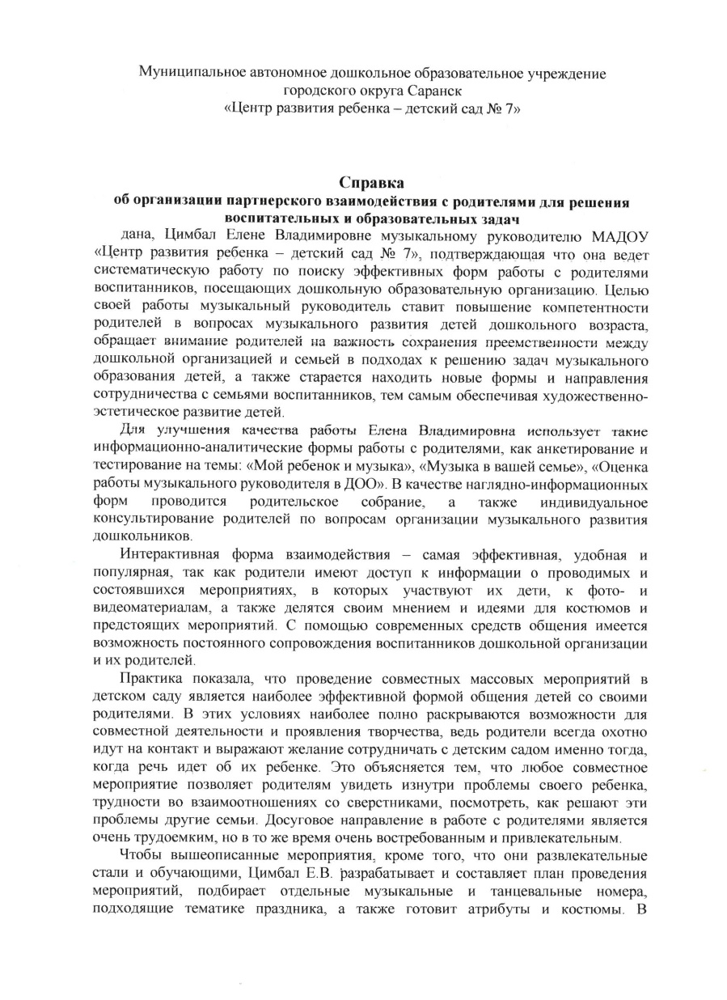 Муниципальное автономное дошкольное образовательное учреждение
городского округа Саранск
«Центр развития ребенка – детский сад № 7»
Справка
об организации партнерского взаимодействия с родителями для решения
воспитательных и образовательных задач
дана, Цимбал Елене Владимировне музыкальному руководителю МАДОУ
«Центр развития ребенка – детский сад № 7», подтверждающая что она ведет
систематическую работу по поиску эффективных форм работы с родителями
воспитанников, посещающих дошкольную образовательную организацию. Целью
своей работы музыкальный руководитель ставит повышение компетентности
родителей в вопросах музыкального развития детей дошкольного возраста,
обращает внимание родителей на важность сохранения преемственности между
дошкольной организацией и семьей в подходах к решению задач музыкального
образования детей, а также старается находить новые формы и направления
сотрудничества с семьями воспитанников, тем самым обеспечивая художественно-
эстетическое развитие детей.
Для улучшения качества работы Елена Владимировна использует такие
информационно-аналитические формы работы с родителями, как анкетирование и
тестирование на темы: «Мой ребенок и музыка», «Музыка в вашей семье», «Оценка
работы музыкального руководителя в ДОО». В качестве наглядно-информационных
форм проводится родительское собрание, а также индивидуальное
консультирование родителей по вопросам организации музыкального развития
дошкольников.
Интерактивная форма взаимодействия – самая эффективная, удобная и
популярная, так как родители имеют доступ к информации о проводимых и
состоявшихся мероприятиях, в которых участвуют их дети, к фото- и
видеоматериалам, а также делятся своим мнением и идеями для костюмов и
предстоящих мероприятий. С помощью современных средств общения имеется
возможность постоянного сопровождения воспитанников дошкольной организации
и их родителей.
Практика показала, что проведение совместных массовых мероприятий в
детском саду является наиболее эффективной формой общения детей со своими
родителями. В этих условиях наиболее полно раскрываются возможности для
совместной деятельности и проявления творчества, ведь родители всегда охотно
идут на контакт и выражают желание сотрудничать с детским садом именно тогда,
когда речь идет об их ребенке. Это объясняется тем, что любое совместное
мероприятие позволяет родителям увидеть изнутри проблемы своего ребенка,
трудности во взаимоотношениях со сверстниками, посмотреть, как решают эти
проблемы другие семьи. Досуговое направление в работе с родителями является
очень трудоемким, но в то же время очень востребованным и привлекательным.
Чтобы вышеописанные мероприятия, кроме того, что они развлекательные
стали и обучающими, Цимбал Е.В. разрабатывает и составляет план проведения
мероприятий, подбирает отдельные музыкальные и танцевальные номера,
подходящие тематике праздника, а также готовит атрибуты и костюмы. В